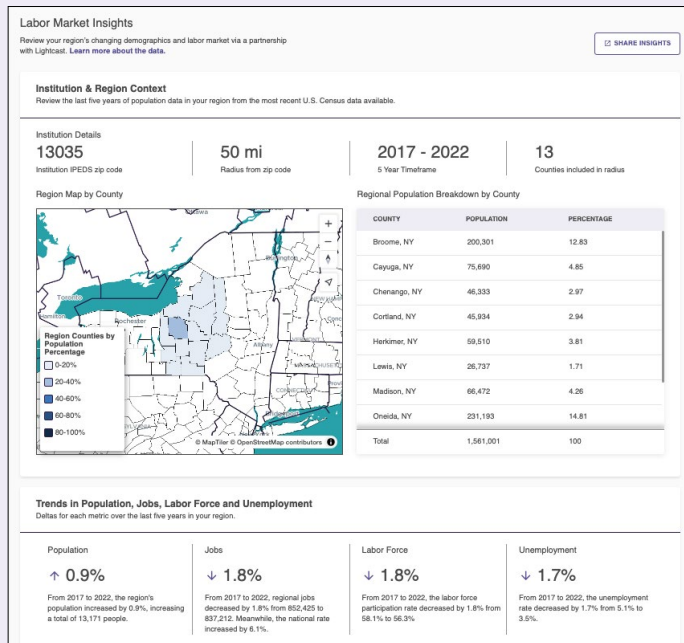 Labor Market Insights
Review your region's changing demographics and labor market via a partnership
with Lightcast. Learn more about the data.
SHARE INSIGHTS
Institution & Region Context
Review the last five years of population data in your region from the most recent U.S. Census data available.
Institution Details
13035
Institution IPEDS zip code
50 mi
Radius from zip code
2017 - 2022
5 Year Timeframe
13
Counties included in radius
Region Map by County
Ottawa
Burlington
Toronto
Hamilton
Rochester
Albany
VERMONT
MASSACHUSETTS
CONNECTICUT
Region Counties by
Population
Percentage
0-20%
20-40%
40-60%
60-80%
80-100%
© MapTiler © OpenStreetMap contributors
Regional Population Breakdown by County
COUNTY POPULATION PERCENTAGE
Broome, NY 200,301 12.83
Cayuga, NY 75,690 4.85
Chenango, NY 46,333 2.97
Cortland, NY 45,934 2.94
Herkimer, NY 59,510 3.81
Lewis, NY 26,737 1.71
Madison, NY 66,472 4.26
Oneida, NY 231,193 14.81
Total 1,561,001 100
Trends in Population, Jobs, Labor Force and Unemployment
Deltas for each metric over the last five years in your region.
Population
↑ 0.9%
From 2017 to 2022, the region's
population increased by 0.9%, increasing
a total of 13,171 people.
Jobs
↓ 1.8%
From 2017 to 2022, regional jobs
decreased by 1.8% from 852,425 to
837,212. Meanwhile, the national rate
increased by 6.1%.
Labor Force
↓ 1.8%
From 2017 to 2022, the labor force
participation rate decreased by 1.8% from
58.1% to 56.3%
Unemployment
↓ 1.7%
From 2017 to 2022, the unemployment
rate decreased by 1.7% from 5.1% to
3.5%.